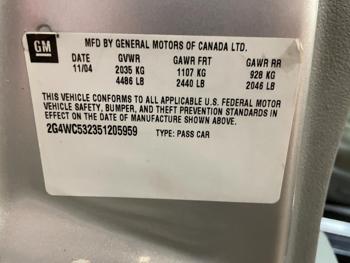 GM
MFD BY GENERAL MOTORS OF CANADA LTD.
DATE GVWR GAWR FRT GAWR RR
11/04 2035 KG 1107 KG 928 KG
4486 LB 2440 LB 2046 LB
THIS VEHICLE CONFORMS TO ALL APPLICABLE U.S. FEDERAL MOTOR
VEHICLE SAFETY, BUMPER, AND THEFT PREVENTION STANDARDS IN
EFFECT ON THE DATE OF MANUFACTURE SHOWN ABOVE.
2G4WC532351205959 TYPE: PASS CAR